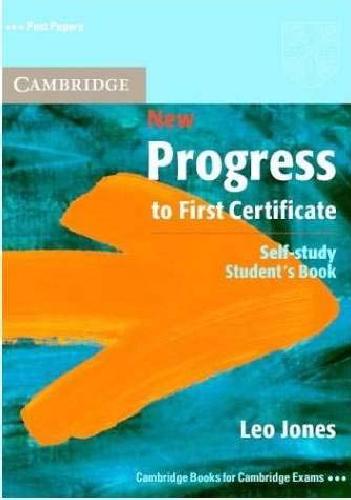 ••• Past Papers
CAMBRIDGE
New
Progress
to First Certificate
Self-study
Student's Book
Leo Jones
Cambridge Books for Cambridge Exams •••